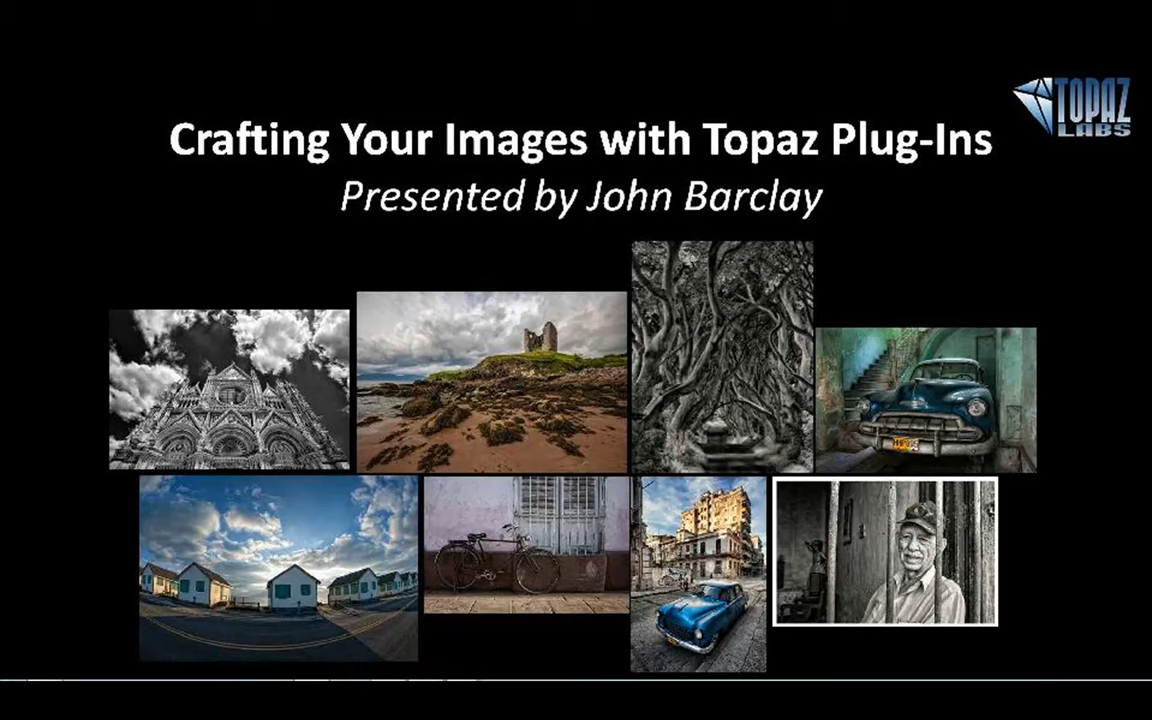 TOPAZ
LABS
Crafting Your Images with Topaz Plug-Ins
Presented by John Barclay